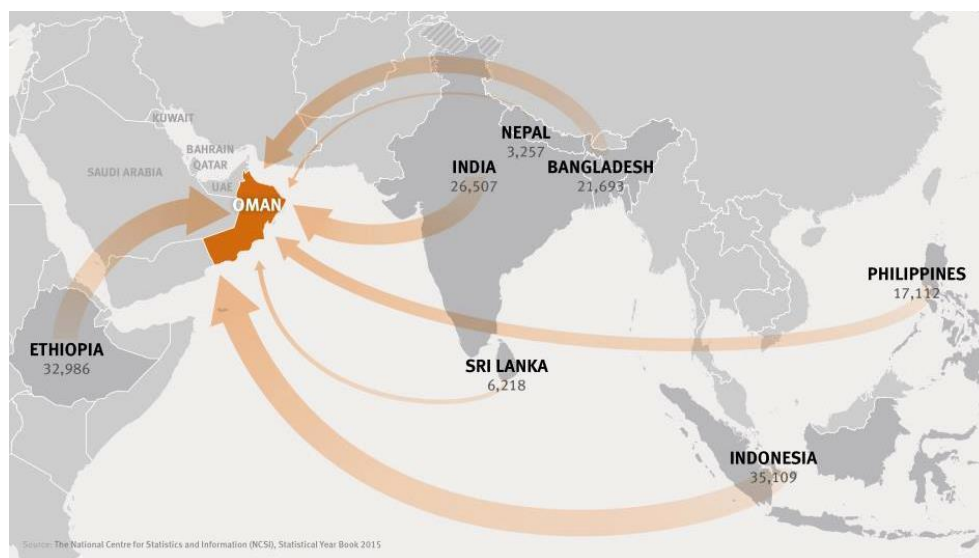 KUWAIT
BAHRAIN
QATAR
SAUDI ARABIA
UAE
OMAN
NEPAL
3,257
INDIA
26,507
BANGLADESH
21,693
PHILIPPINES
17,112
ETHIOPIA
32,986
SRI LANKA
6,218
INDONESIA
35,109
Source: The National Centre for Statistics and Information (NCSI), Statistical Year Book 2015